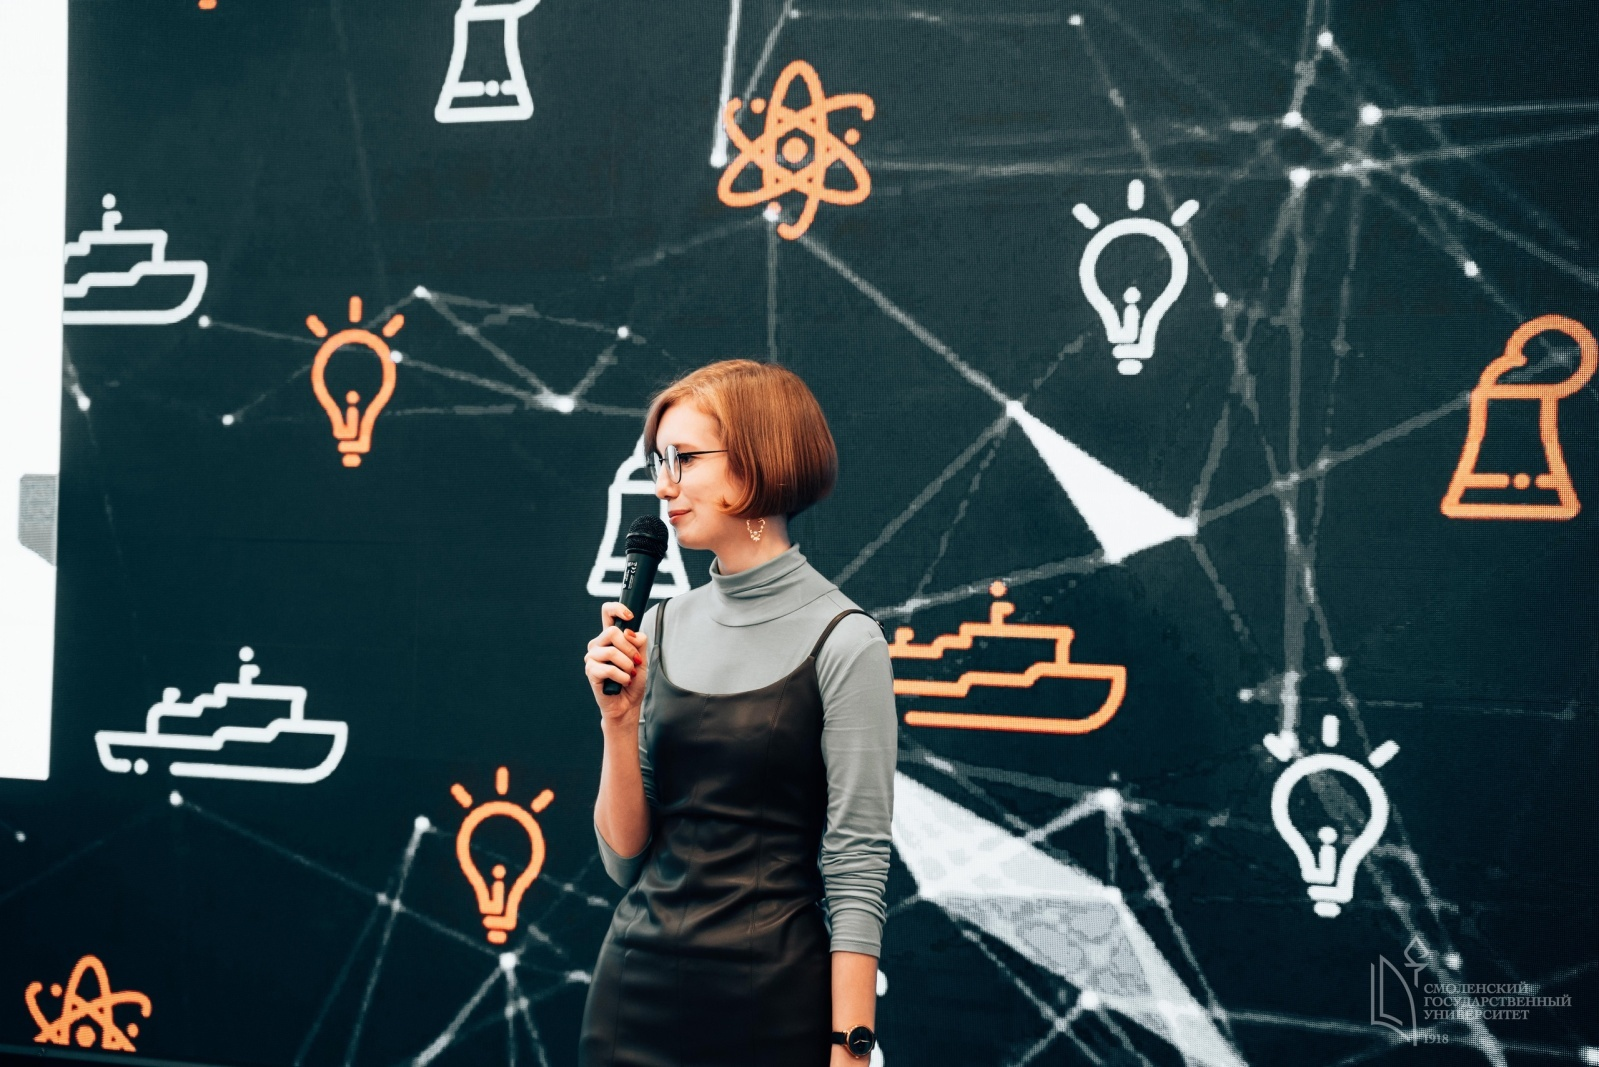 СМОЛЕНСКИЙ
ГОСУДАРСТВЕННЫЙ
УНИВЕРСИТЕТ
1918